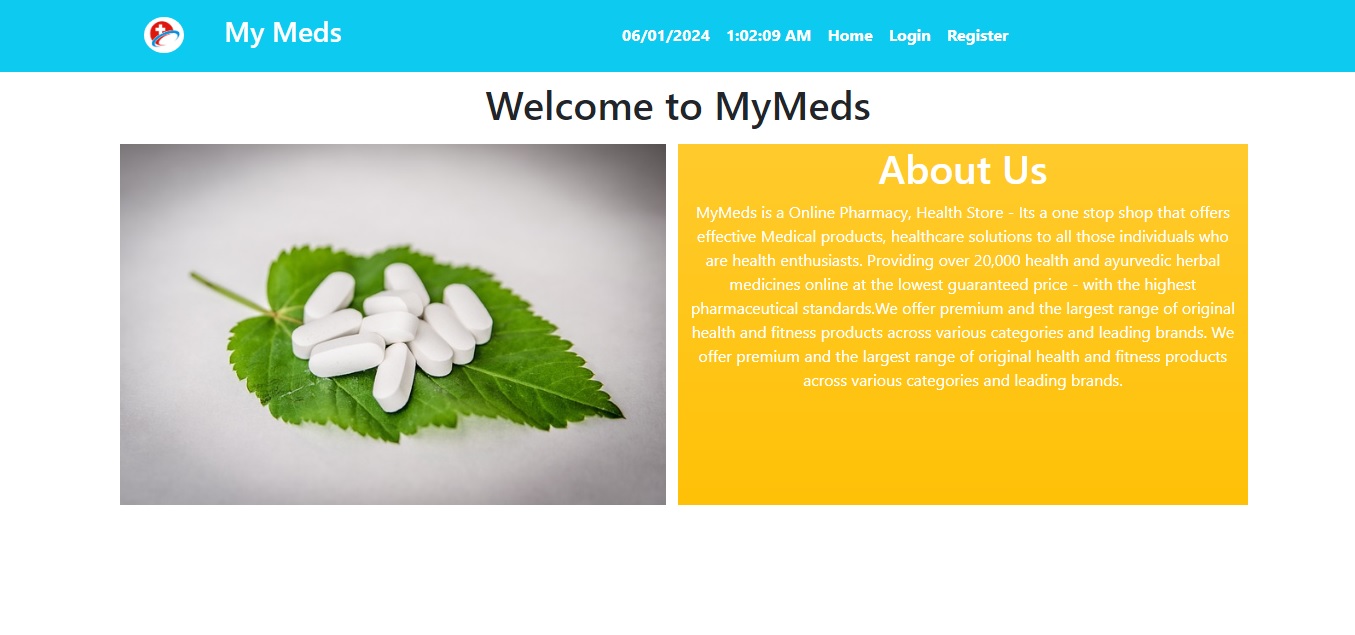 My Meds
06/01/2024 1:02:09 AM Home Login Register
Welcome to MyMeds
About Us
MyMeds is a Online Pharmacy, Health Store - Its a one stop shop that offers
effective Medical products, healthcare solutions to all those individuals who
are health enthusiasts. Providing over 20,000 health and ayurvedic herbal
medicines online at the lowest guaranteed price - with the highest
pharmaceutical standards.We offer premium and the largest range of original
health and fitness products across various categories and leading brands. We
offer premium and the largest range of original health and fitness products
across various categories and leading brands.